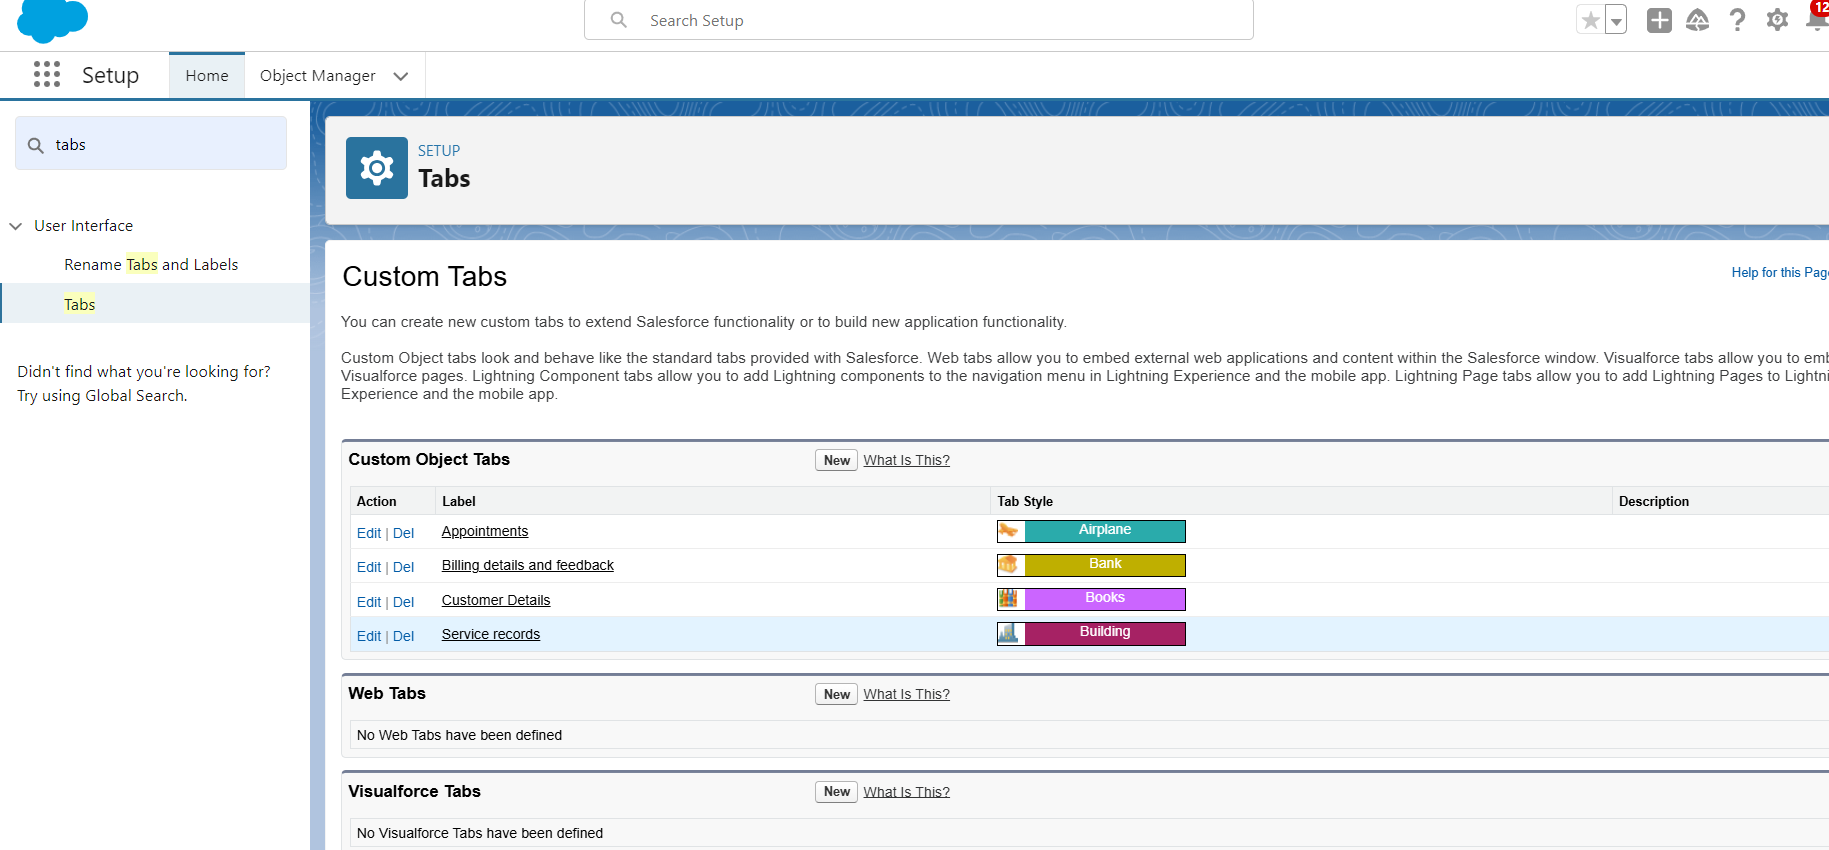 Search Setup
12
Setup
Home
Object Manager
tabs
User Interface
Rename Tabs and Labels
Tabs
Didn't find what you're looking for?
Try using Global Search.
SETUP
Tabs
Custom Tabs
Help for this Pag
You can create new custom tabs to extend Salesforce functionality or to build new application functionality.
Custom Object tabs look and behave like the standard tabs provided with Salesforce. Web tabs allow you to embed external web applications and content within the Salesforce window. Visualforce tabs allow you to emb
Visualforce pages. Lightning Component tabs allow you to add Lightning components to the navigation menu in Lightning Experience and the mobile app. Lightning Page tabs allow you to add Lightning Pages to Lightni
Experience and the mobile app.
Custom Object Tabs New What Is This?
Action Label Tab Style Description
Edit | Del Appointments Airplane
Edit | Del Billing details and feedback Bank
Edit | Del Customer Details Books
Edit | Del Service records Building
Web Tabs New What Is This?
No Web Tabs have been defined
Visualforce Tabs New What Is This?
No Visualforce Tabs have been defined